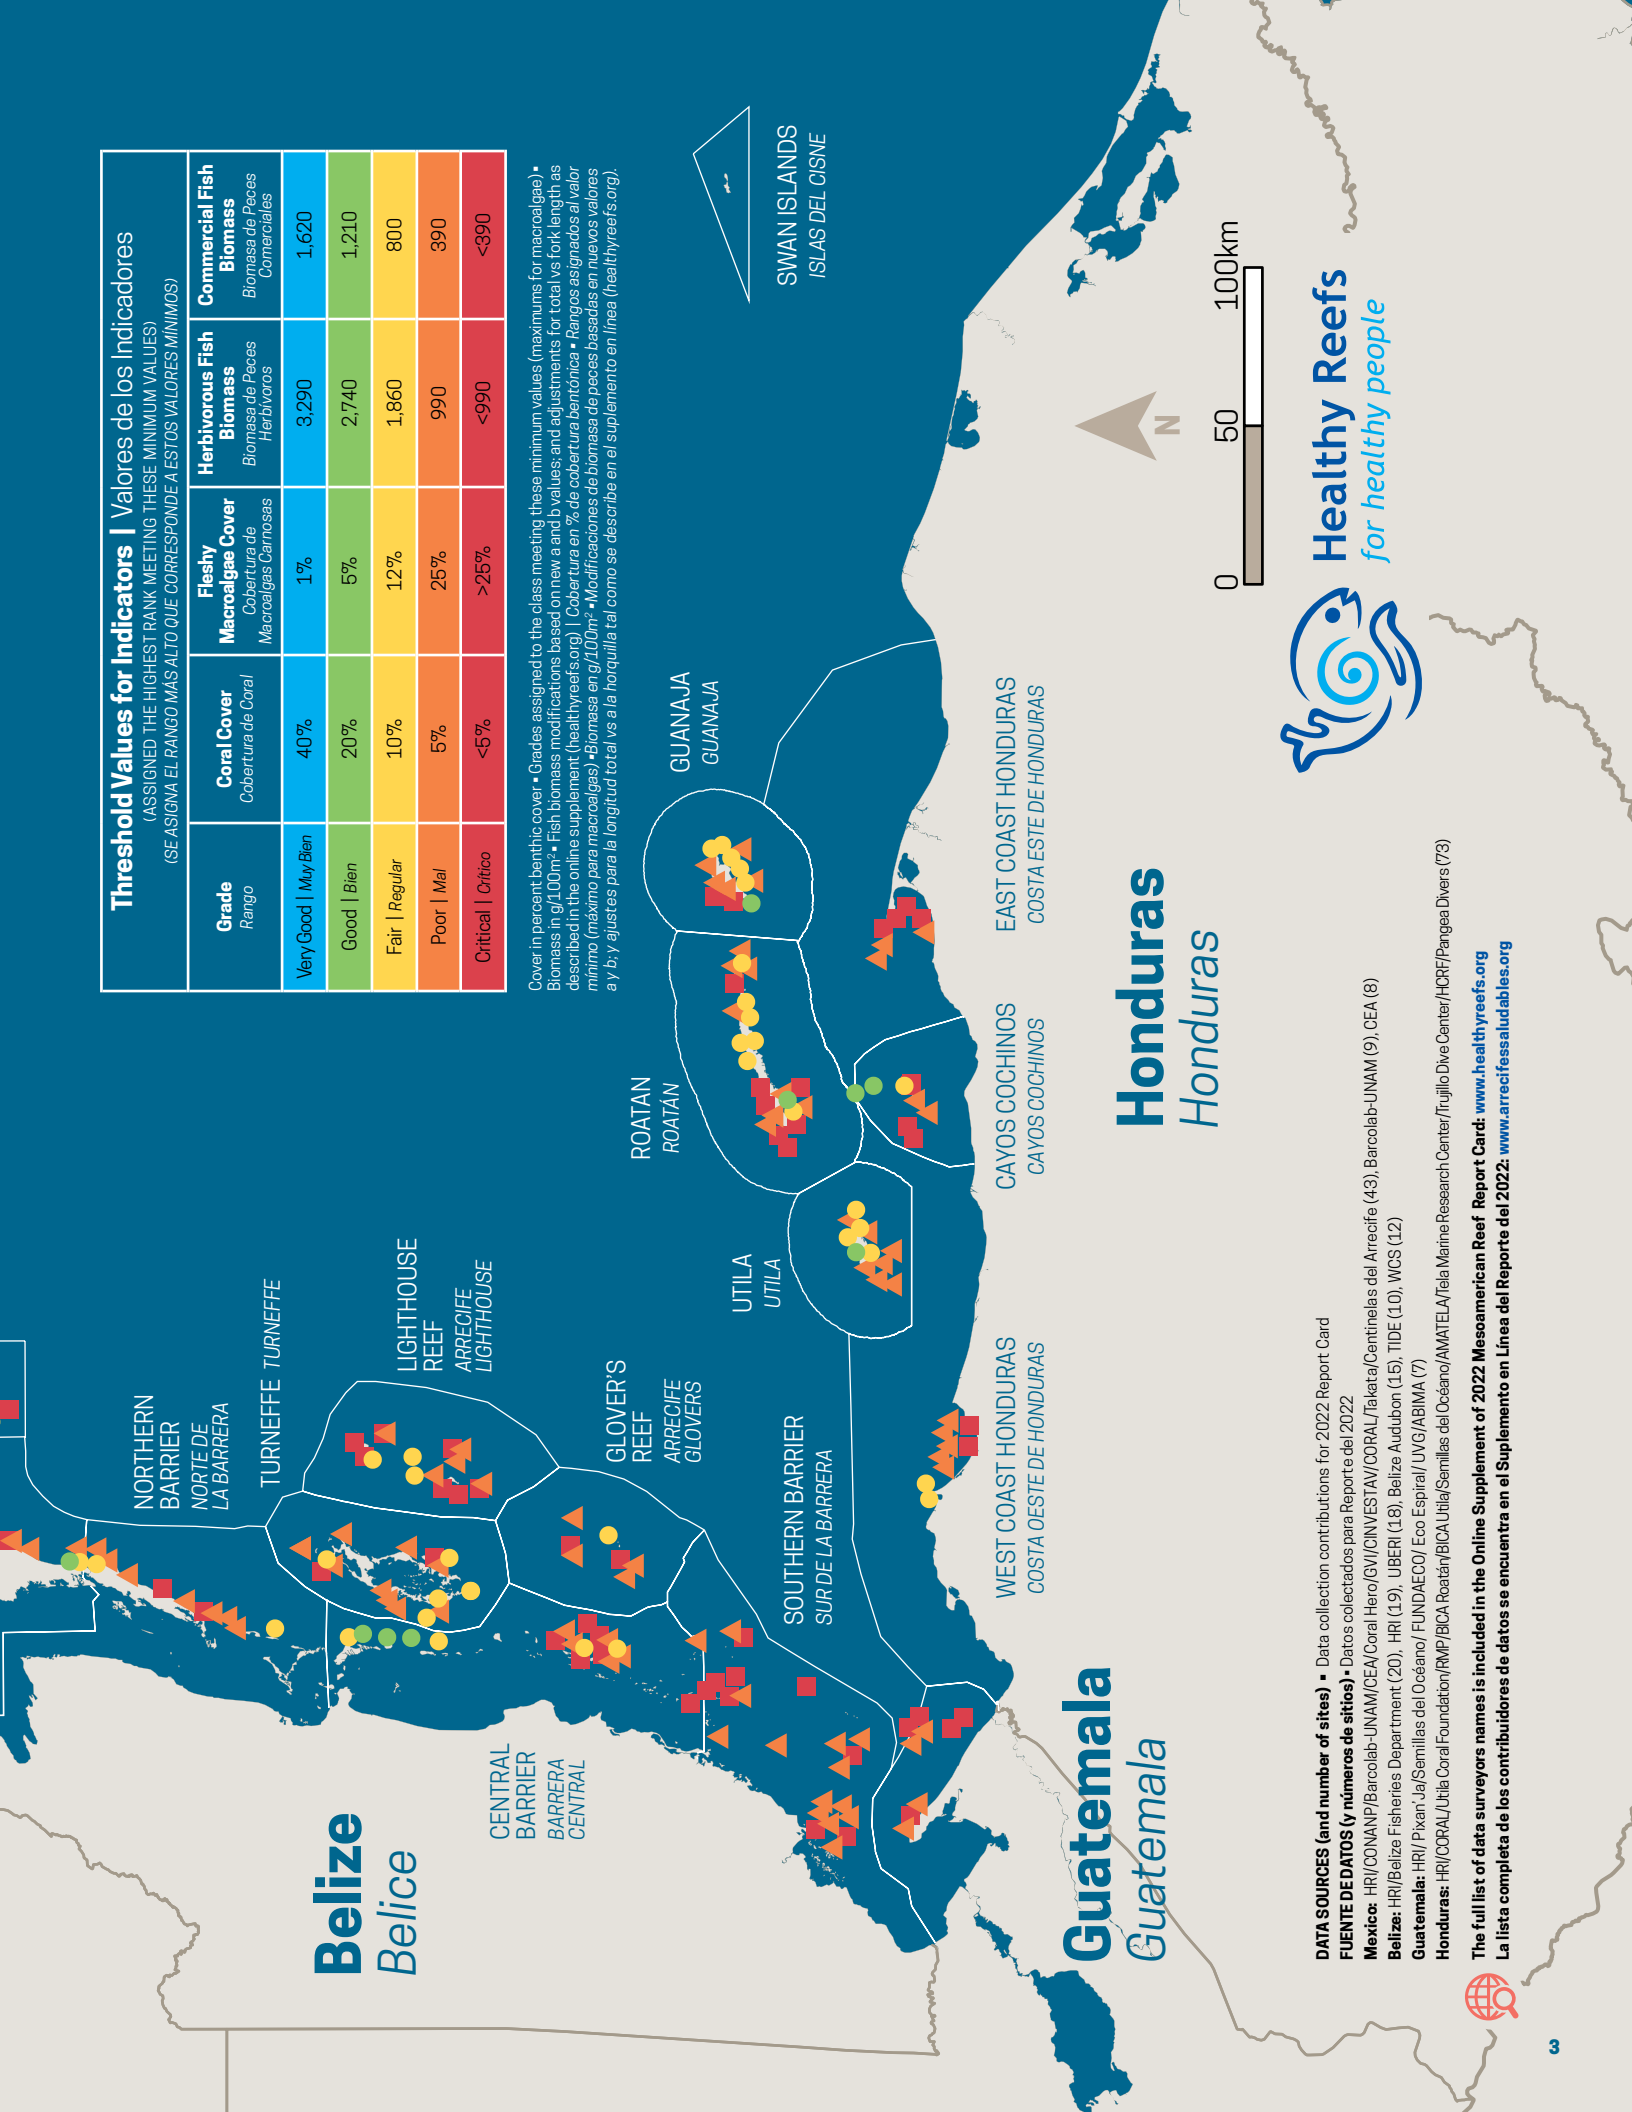 Threshold Values for Indicators | Valores de los Indicadores
(ASSIGNED THE HIGHEST RANK MEETING THESE MINIMUM VALUES)
(SE ASIGNA EL RANGO MÁS ALTO QUE CORRESPONDE A ESTOS VALORES MÍNIMOS)
Grade
Rango
Coral Cover
Cobertura de Coral
Fleshy
Macroalgae Cover
Cobertura de
Macroalgas Carnosas
Herbivorous Fish
Biomass
Biomasa de Peces
Herbívoros
Commercial Fish
Biomass
Biomasa de Peces
Comerciales
Very Good | Muy Bien 40% 1% 3,290 1,620
Good | Bien 20% 5% 2,740 1,210
Fair | Regular 10% 12% 1,860 800
Poor | Mal 5% 25% 990 390
Critical | Crítico <5% >25% <990 <390
Cover in percent benthic cover ▪ Grades assigned to the class meeting these minimum values (maximums for macroalgae) ▪
Biomass in g/100m² ▪ Fish biomass modifications based on new a and b values; and adjustments for total vs fork length as
described in the online supplement (healthyreefs.org) | Cobertura en % de cobertura bentónica ▪ Rangos asignados al valor
mínimo (máximo para macroalgas) ▪ Biomasa en g/100m² ▪ Modificaciones de biomasa de peces basadas en nuevos valores
a y b; y ajustes para la longitud total vs a la horquilla tal como se describe en el suplemento en línea (healthyreefs.org).
NORTHERN
BARRIER
NORTE DE
LA BARRERA
TURNEFFE TURNEFFE
LIGHTHOUSE
REEF
ARRECIFE
LIGHTHOUSE
GLOVER'S
REEF
ARRECIFE
GLOVERS
CENTRAL
BARRIER
BARRERA
CENTRAL
SOUTHERN BARRIER
SUR DE LA BARRERA
UTILA
UTILA
ROATAN
ROATÁN
GUANAJA
GUANAJA
SWAN ISLANDS
ISLAS DEL CISNE
WEST COAST HONDURAS
COSTA OESTE DE HONDURAS
CAYOS COCHINOS
CAYOS COCHINOS
EAST COAST HONDURAS
COSTA ESTE DE HONDURAS
Belize
Belice
Guatemala
Guatemala
Honduras
Honduras
N
0 50 100km
Healthy Reefs
for healthy people
DATA SOURCES (and number of sites) ▪ Data collection contributions for 2022 Report Card
FUENTE DE DATOS (y números de sitios) ▪ Datos colectados para Reporte del 2022
Mexico: HRI/CONANP/Barcolab-UNAM/CEA/Coral Hero/GVI/CINVESTAV/CORAL/Takata/Centinelas del Arrecife (43), Barcolab-UNAM (9), CEA (8)
Belize: HRI/Belize Fisheries Department (20), HRI (19), UBERI (18), Belize Audubon (15), TIDE (10), WCS (12)
Guatemala: HRI/ Pixan'Ja/Semillas del Océano/ FUNDAECO/ Eco Espiral/ UVG/ABIMA (7)
Honduras: HRI/CORAL/Utila Coral Foundation/RMP/BICA Roatán/BICA Utila/Semillas del Océano/AMATELA/Tela Marine Research Center/Trujillo Dive Center/HCRF/Pangea Divers (73)
The full list of data surveyors names is included in the Online Supplement of 2022 Mesoamerican Reef Report Card: www.healthyreefs.org
La lista completa de los contribuidores de datos se encuentra en el Suplemento en Línea del Reporte del 2022: www.arrecifessaludables.org
3